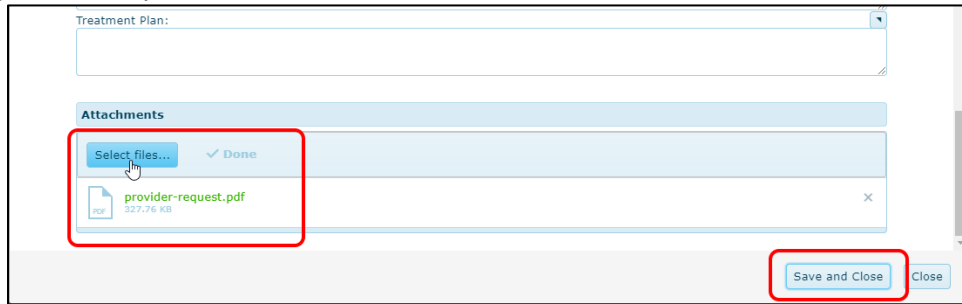 Treatment Plan:
Attachments
Select files... ✓ Done
provider-request.pdf
PDF 327.76 KB
Save and Close Close